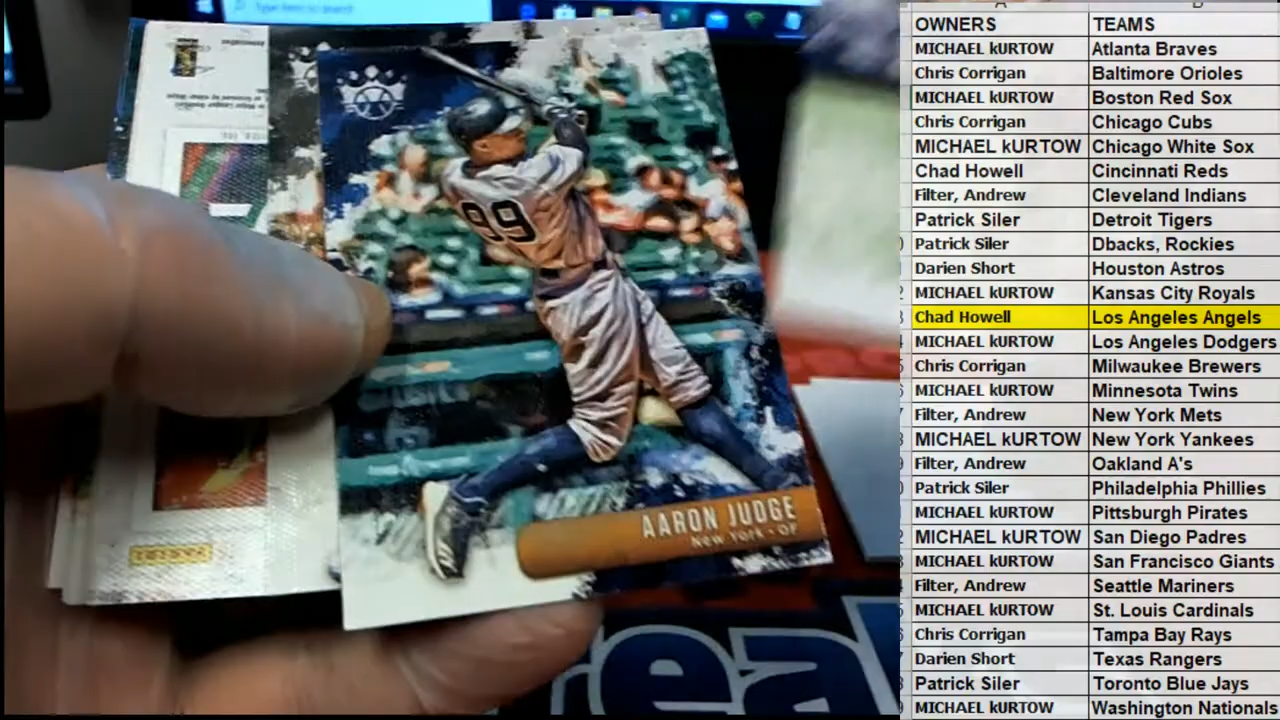 Type here to search
99
AARON JUDGE
New York • OF
rea
OWNERS TEAMS
MICHAEL kURTOW Atlanta Braves
Chris Corrigan Baltimore Orioles
MICHAEL kURTOW Boston Red Sox
Chris Corrigan Chicago Cubs
MICHAEL kURTOW Chicago White Sox
Chad Howell Cincinnati Reds
Filter, Andrew Cleveland Indians
Patrick Siler Detroit Tigers
Patrick Siler Dbacks, Rockies
Darien Short Houston Astros
MICHAEL kURTOW Kansas City Royals
Chad Howell Los Angeles Angels
MICHAEL kURTOW Los Angeles Dodgers
Chris Corrigan Milwaukee Brewers
MICHAEL kURTOW Minnesota Twins
Filter, Andrew New York Mets
MICHAEL kURTOW New York Yankees
Filter, Andrew Oakland A's
Patrick Siler Philadelphia Phillies
MICHAEL kURTOW Pittsburgh Pirates
MICHAEL kURTOW San Diego Padres
MICHAEL kURTOW San Francisco Giants
Filter, Andrew Seattle Mariners
MICHAEL kURTOW St. Louis Cardinals
Chris Corrigan Tampa Bay Rays
Darien Short Texas Rangers
Patrick Siler Toronto Blue Jays
MICHAEL kURTOW Washington Nationals